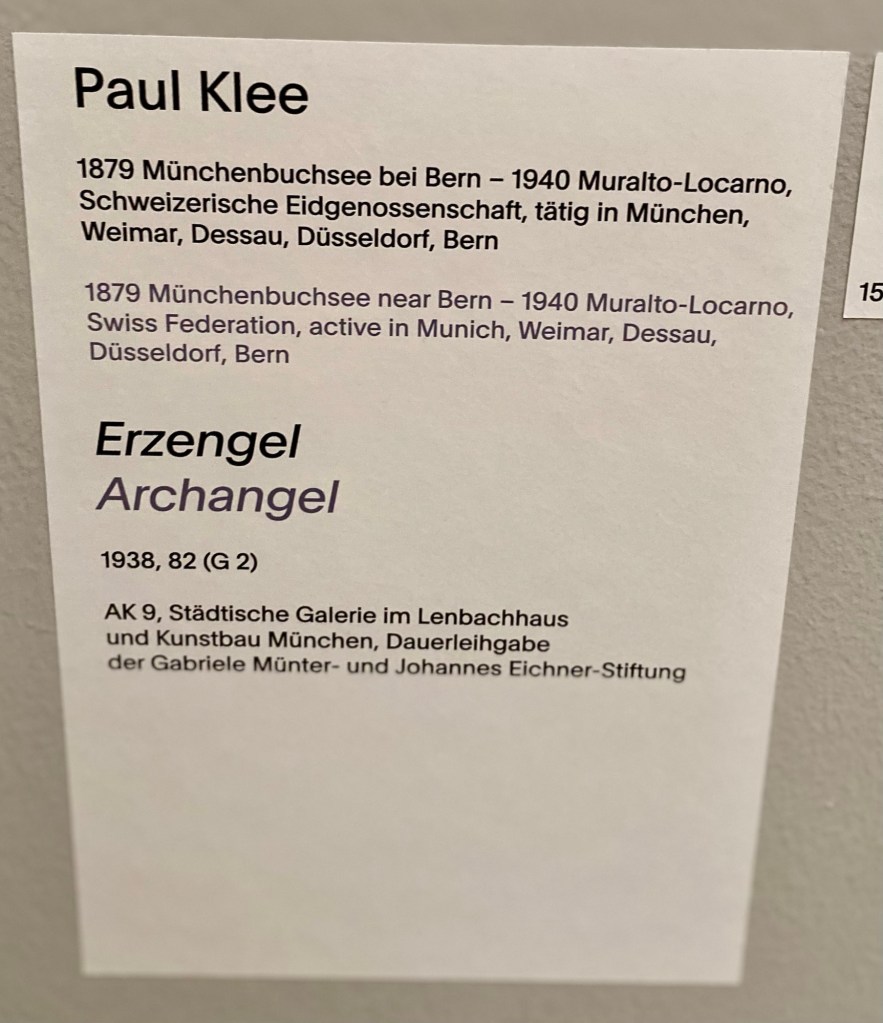 Paul Klee
1879 Münchenbuchsee bei Bern – 1940 Muralto-Locarno,
Schweizerische Eidgenossenschaft, tätig in München,
Weimar, Dessau, Düsseldorf, Bern
1879 Münchenbuchsee near Bern – 1940 Muralto-Locarno,
Swiss Federation, active in Munich, Weimar, Dessau,
Düsseldorf, Bern
Erzengel
Archangel
1938, 82 (G 2)
AK 9, Städtische Galerie im Lenbachhaus
und Kunstbau München, Dauerleihgabe
der Gabriele Münter- und Johannes Eichner-Stiftung
15